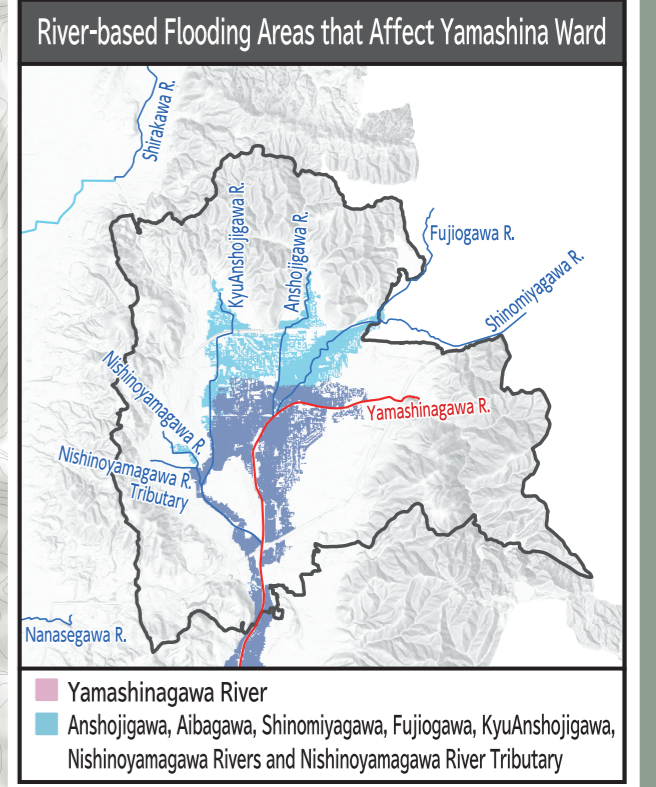 River-based Flooding Areas that Affect Yamashina Ward
Shirakawa R.
KyuAnshojigawa R.
Anshojigawa R.
Fujiogawa R.
Shinomiyagawa R.
Nishinoyamagawa R.
Yamashinagawa R.
Nishinoyamagawa R.
Tributary
Nanasegawa R.
Yamashinagawa River
Anshojigawa, Aibagawa, Shinomiyagawa, Fujiogawa, KyuAnshojigawa,
Nishinoyamagawa Rivers and Nishinoyamagawa River Tributary